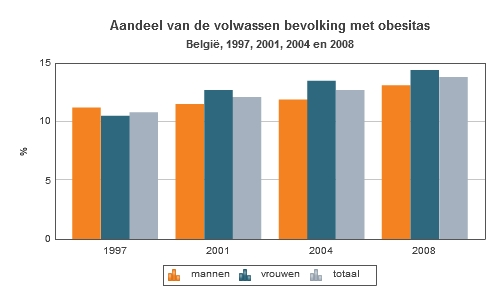 Aandeel van de volwassen bevolking met obesitas
België, 1997, 2001, 2004 en 2008
15
10
5
0
%
1997 2001 2004 2008
mannen vrouwen totaal